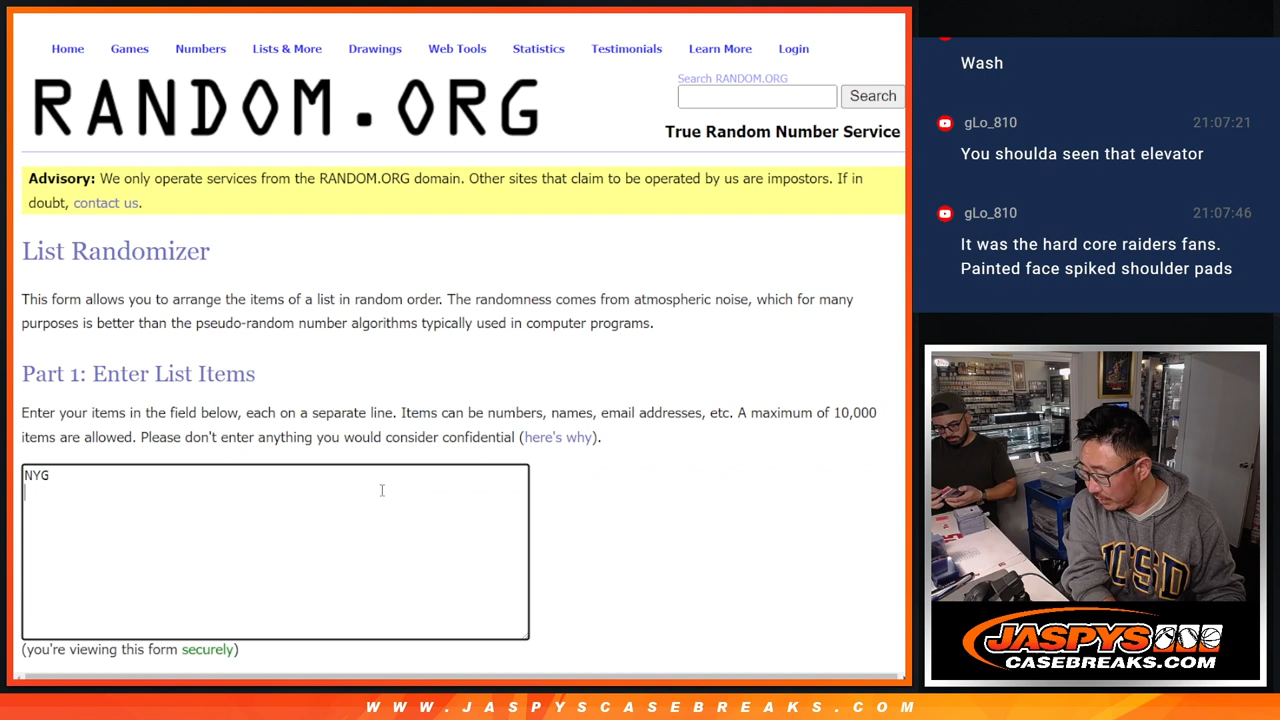 Home Games Numbers Lists & More Drawings Web Tools Statistics Testimonials Learn More Login
RANDOM.ORG
Search RANDOM.ORG
Search
True Random Number Service
Advisory: We only operate services from the RANDOM.ORG domain. Other sites that claim to be operated by us are impostors. If in
doubt, contact us.
List Randomizer
This form allows you to arrange the items of a list in random order. The randomness comes from atmospheric noise, which for many
purposes is better than the pseudo-random number algorithms typically used in computer programs.
Part 1: Enter List Items
Enter your items in the field below, each on a separate line. Items can be numbers, names, email addresses, etc. A maximum of 10,000
items are allowed. Please don't enter anything you would consider confidential (here's why).
NYG
(you're viewing this form securely)
Wash
gLo_810 21:07:21
You shoulda seen that elevator
gLo_810 21:07:46
It was the hard core raiders fans.
Painted face spiked shoulder pads
UCSD
JASPYS
CASEBREAKS.COM
WWW.JASPYSCASEBREAKS.COM